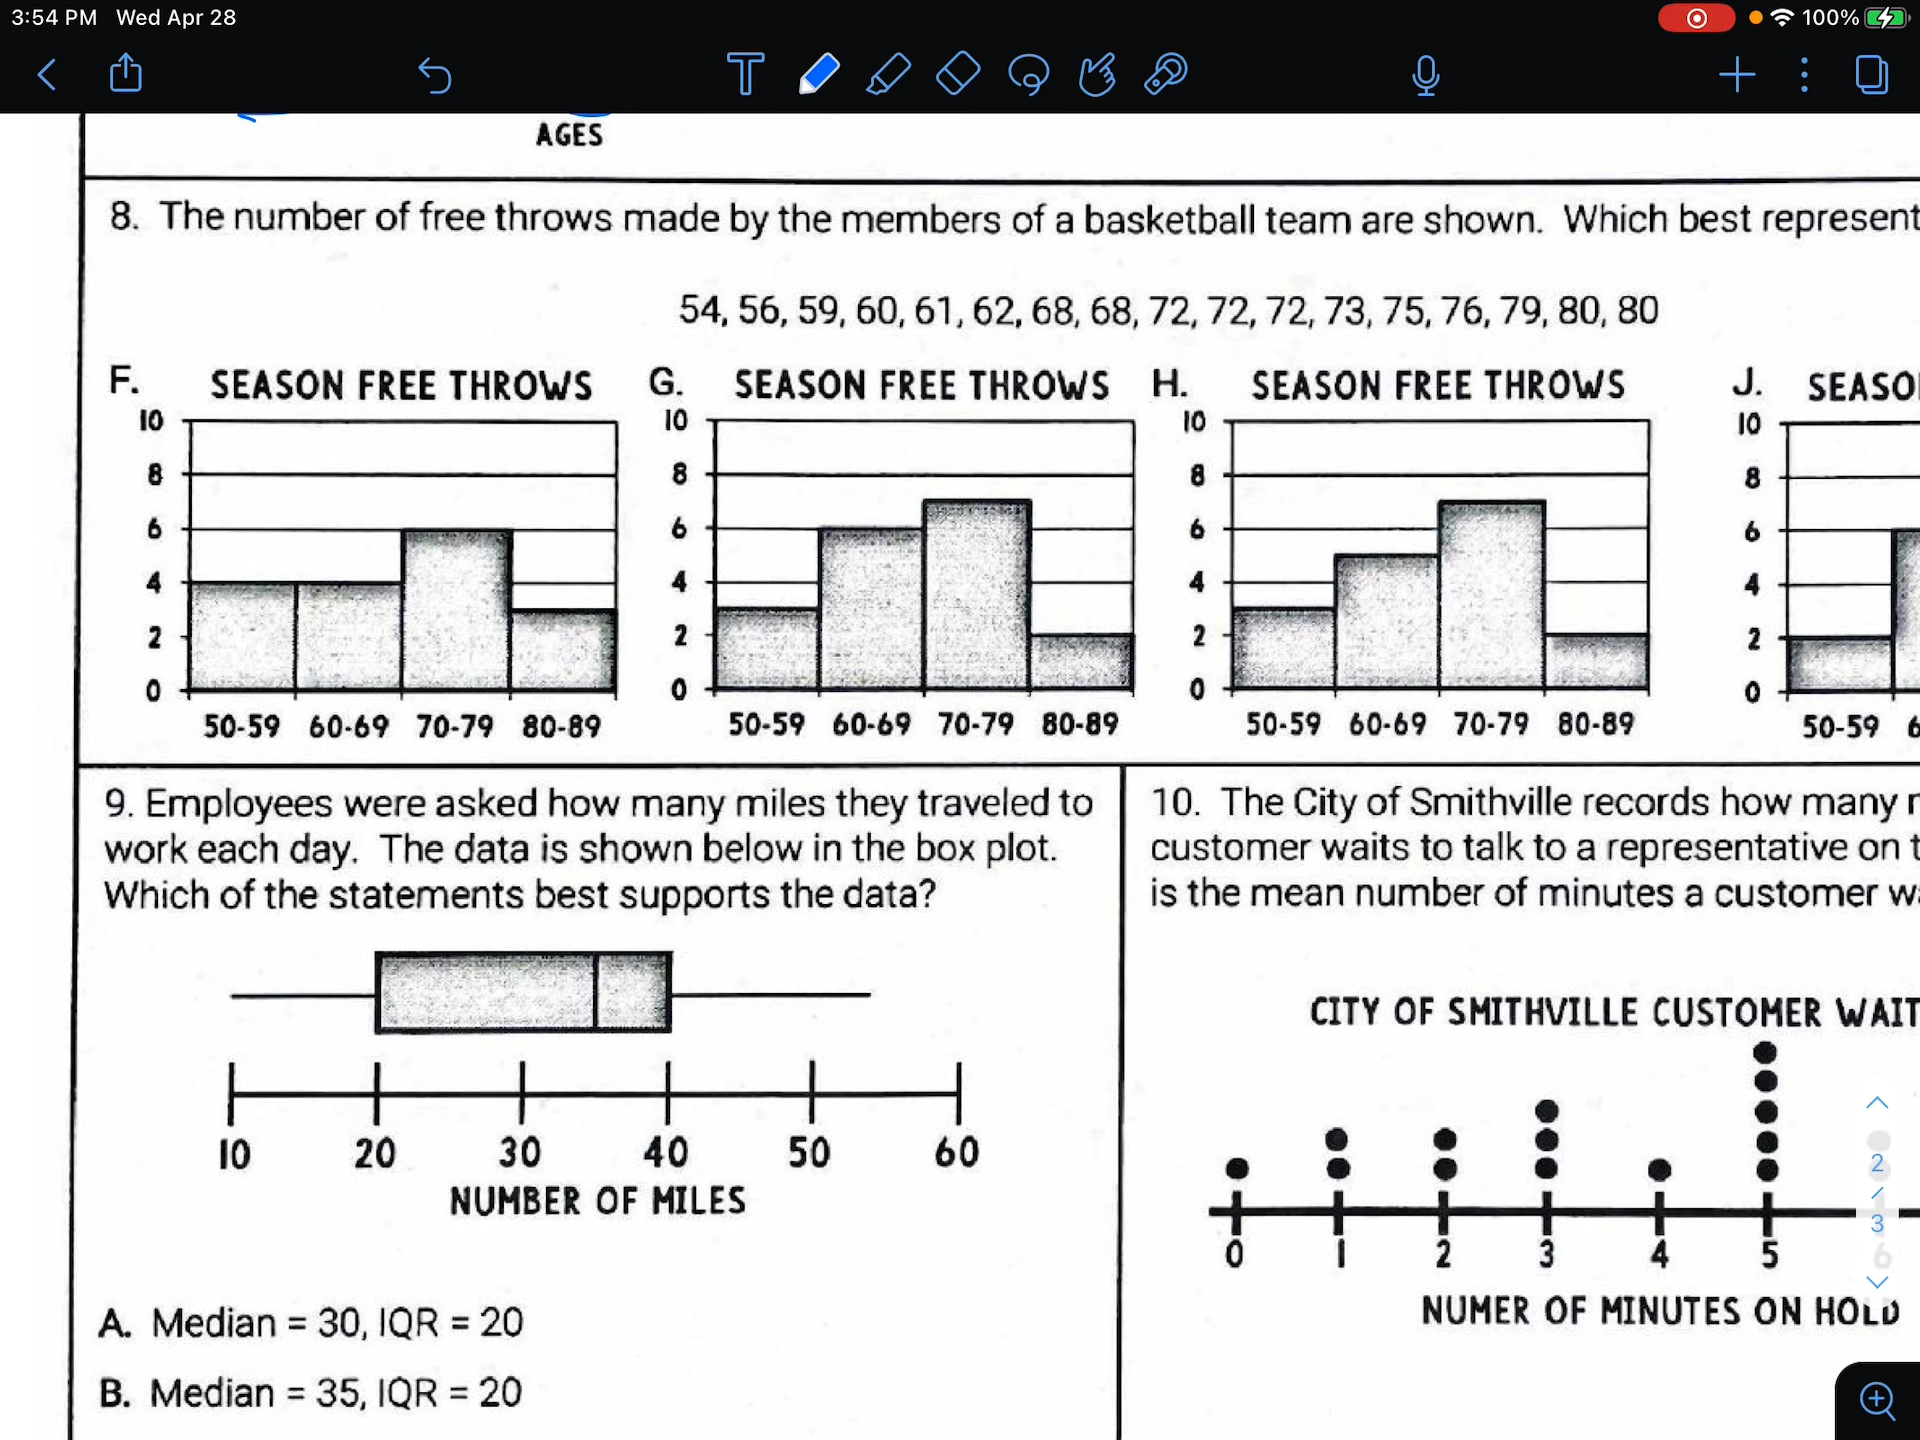 3:54 PM Wed Apr 28
100%
AGES
8. The number of free throws made by the members of a basketball team are shown. Which best represent
54, 56, 59, 60, 61, 62, 68, 68, 72, 72, 72, 73, 75, 76, 79, 80, 80
F. SEASON FREE THROWS
10
8
6
4
2
0
50-59 60-69 70-79 80-89
G. SEASON FREE THROWS
10
8
6
4
2
0
50-59 60-69 70-79 80-89
H. SEASON FREE THROWS
10
8
6
4
2
0
50-59 60-69 70-79 80-89
J. SEASO
10
8
6
4
2
0
50-59 6
9. Employees were asked how many miles they traveled to
work each day. The data is shown below in the box plot.
Which of the statements best supports the data?
10 20 30 40 50 60
NUMBER OF MILES
A. Median = 30, IQR = 20
B. Median = 35, IQR = 20
10. The City of Smithville records how many
customer waits to talk to a representative on
is the mean number of minutes a customer
CITY OF SMITHVILLE CUSTOMER WAIT
0 1 2 3 4 5 6
NUMER OF MINUTES ON HOLD
2
/
3